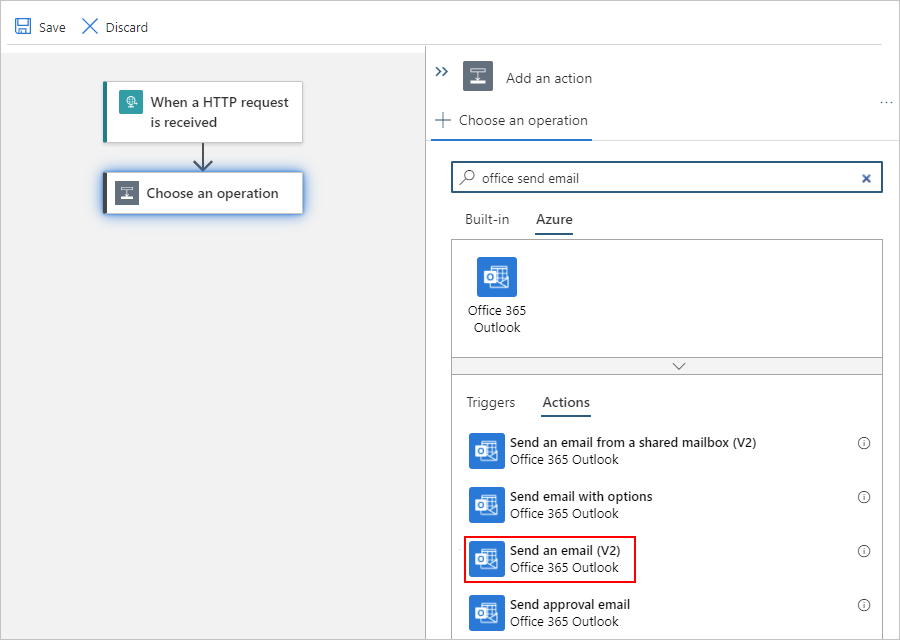 Save
Discard
When a HTTP request
is received
Choose an operation
Add an action
...
Choose an operation
office send email
Built-in
Azure
Office 365
Outlook
Triggers
Actions
Send an email from a shared mailbox (V2)
Office 365 Outlook
Send email with options
Office 365 Outlook
Send an email (V2)
Office 365 Outlook
Send approval email
Office 365 Outlook